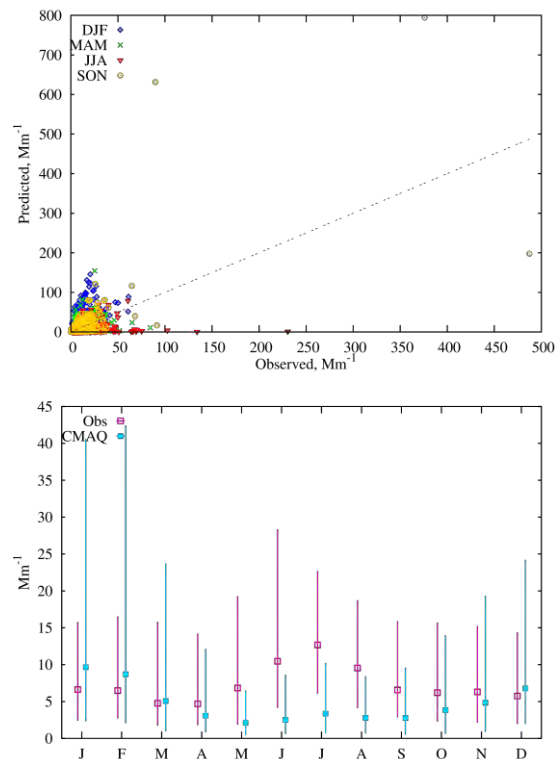 800
700
600
500
400
300
200
100
0
Predicted, Mm-1
DJF
MAM
JJA
SON
0 50 100 150 200 250 300 350 400 450 500
Observed, Mm-1
45
40
35
30
25
20
15
10
5
0
Mm-1
Obs
CMAQ
J F M A M J J A S O N D